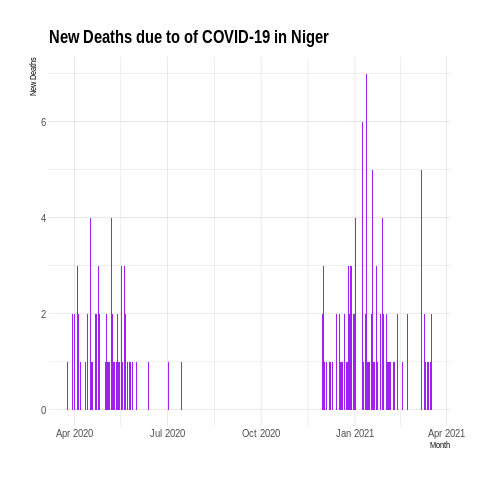 New Deaths due to of COVID-19 in Niger
New Deaths
6
4
2
0
Apr 2020 Jul 2020 Oct 2020 Jan 2021 Apr 2021
Month